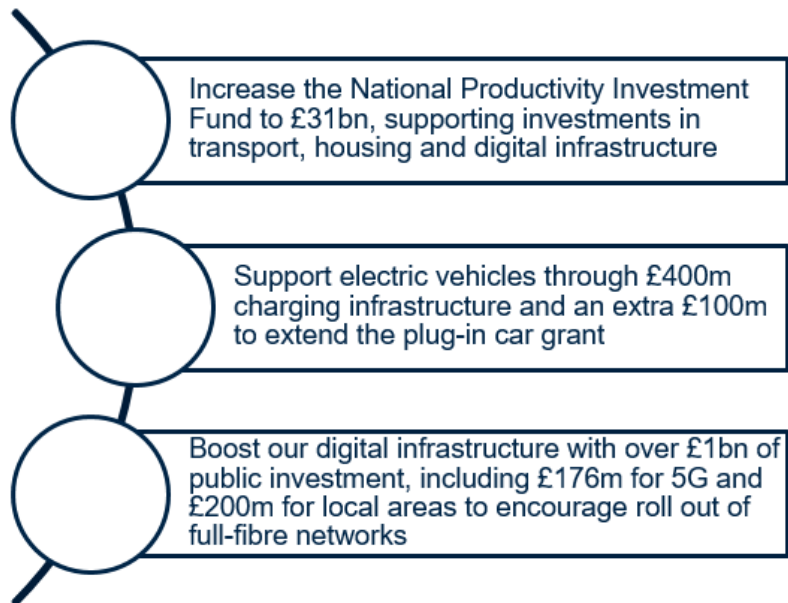 Increase the National Productivity Investment
Fund to £31bn, supporting investments in
transport, housing and digital infrastructure
Support electric vehicles through £400m
charging infrastructure and an extra £100m
to extend the plug-in car grant
Boost our digital infrastructure with over £1bn of
public investment, including £176m for 5G and
£200m for local areas to encourage roll out of
full-fibre networks